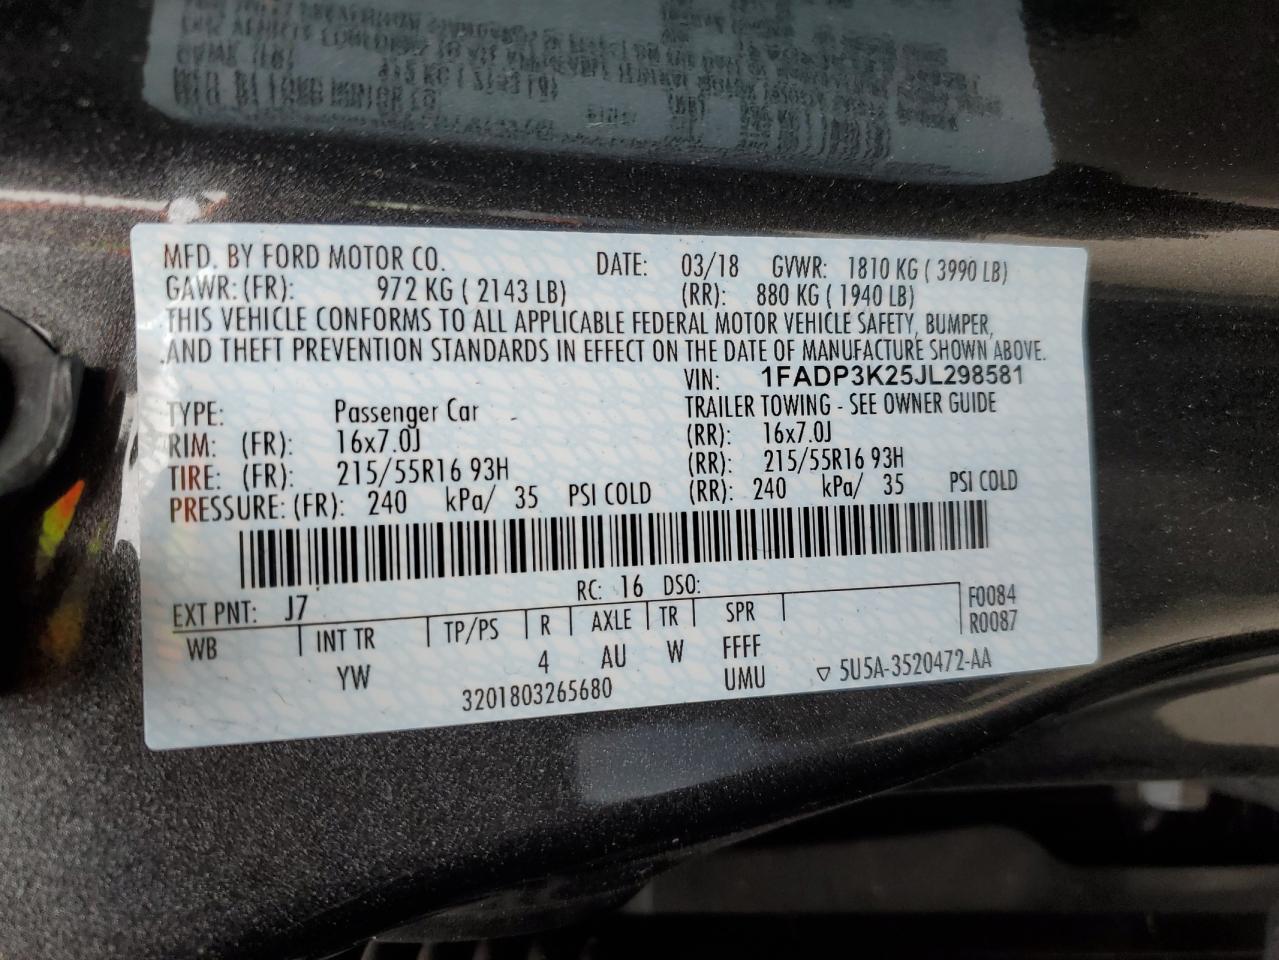 MFD. BY FORD MOTOR CO. DATE: 03/18 GVWR: 1810 KG ( 3990 LB)
GAWR: (FR): 972 KG ( 2143 LB) (RR): 880 KG ( 1940 LB)
THIS VEHICLE CONFORMS TO ALL APPLICABLE FEDERAL MOTOR VEHICLE SAFETY, BUMPER,
AND THEFT PREVENTION STANDARDS IN EFFECT ON THE DATE OF MANUFACTURE SHOWN ABOVE.
VIN: 1FADP3K25JL298581
TYPE: Passenger Car TRAILER TOWING - SEE OWNER GUIDE
RIM: (FR): 16x7.0J (RR): 16x7.0J
TIRE: (FR): 215/55R16 93H (RR): 215/55R16 93H
PRESSURE: (FR): 240 kPa/ 35 PSI COLD (RR): 240 kPa/ 35 PSI COLD
EXT PNT: J7 RC: 16 DSO: F0084
R0087
WB INT TR TP/PS R AXLE TR SPR
YW 4 AU W FFFF
UMU
3201803265680 ▽ 5U5A-3520472-AA